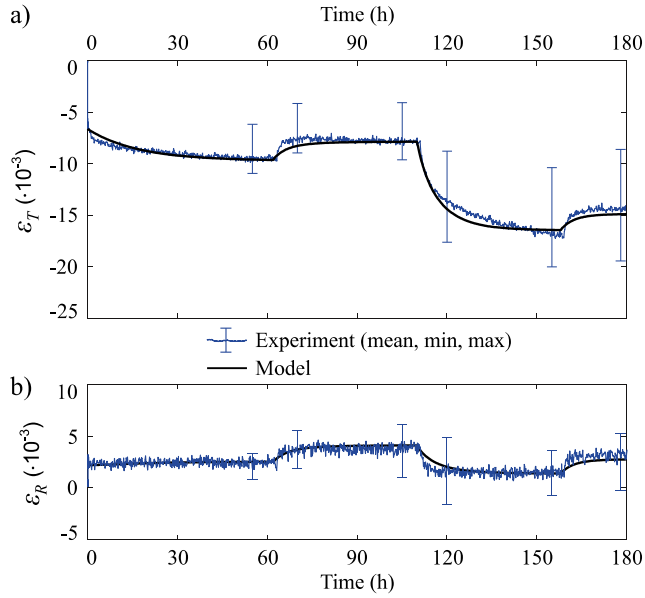 Time (h)
a)
0 30 60 90 120 150 180
0
-5
-10
-15
-20
-25
ε_T (·10⁻³)
Experiment (mean, min, max)
Model
b)
10
5
0
-5
ε_R (·10⁻³)
0 30 60 90 120 150 180
Time (h)